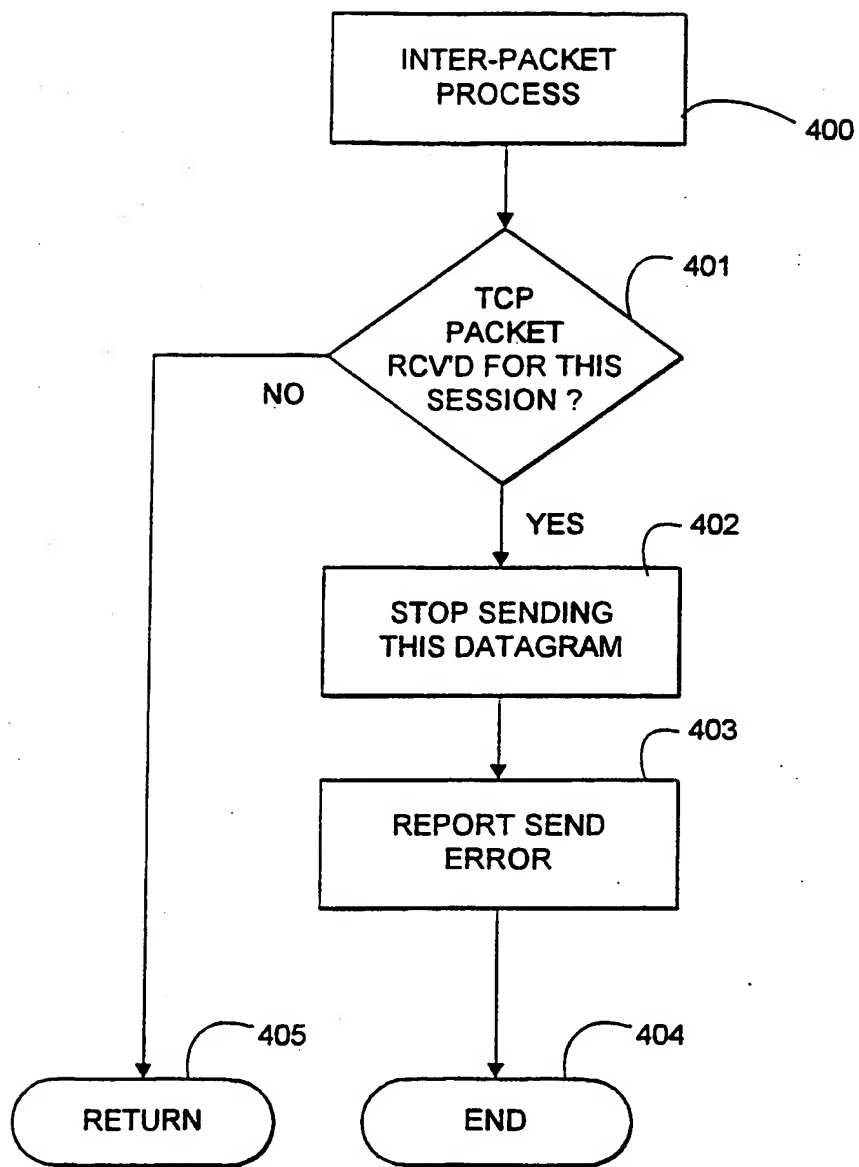 INTER-PACKET
PROCESS
400
401
TCP
PACKET
RCV'D FOR THIS
SESSION ?
NO
YES
402
STOP SENDING
THIS DATAGRAM
403
REPORT SEND
ERROR
405
404
RETURN
END